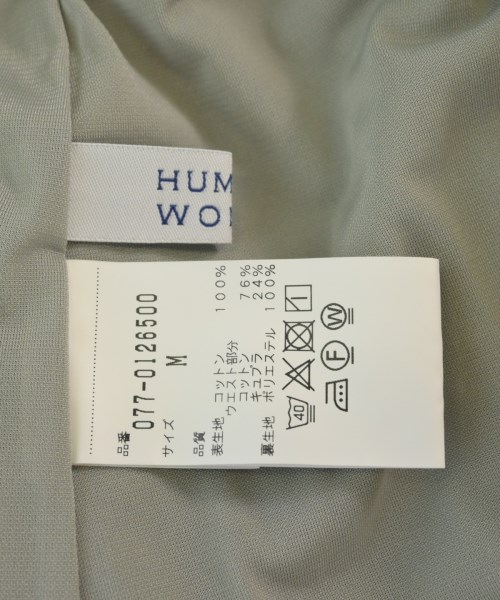 HUM
WO
品番
077-0126500
サイズ
M
品質
表生地 コットン 100%
ウエスト部分
コットン 76%
キュプラ 24%
裏生地 ポリエステル 100%
40
F W